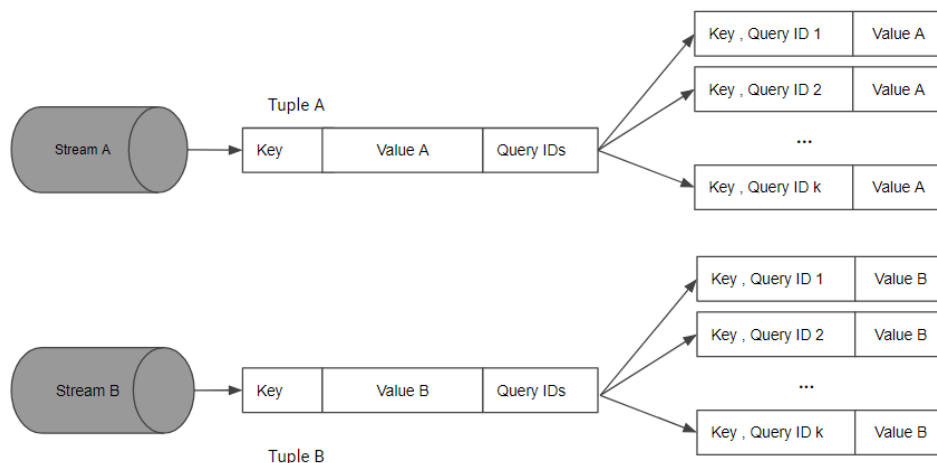 Key , Query ID 1 Value A
Tuple A
Key , Query ID 2 Value A
Stream A Key Value A Query IDs
...
Key , Query ID k Value A
Key , Query ID 1 Value B
Key , Query ID 2 Value B
Stream B Key Value B Query IDs
...
Key , Query ID k Value B
Tuple B